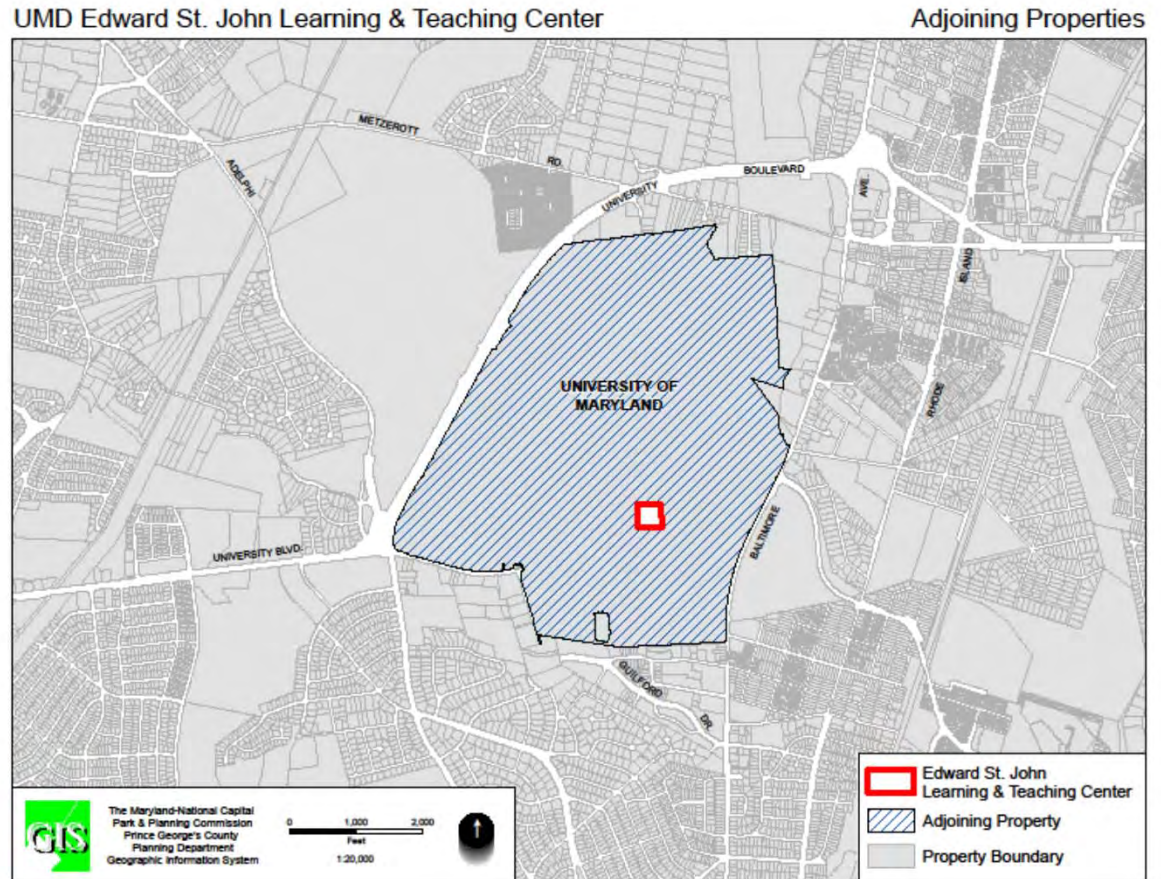 UMD Edward St. John Learning & Teaching Center
Adjoining Properties
METZEROTT
RD.
ADELPHI
UNIVERSITY
BOULEVARD
AVE.
ISLAND
RHODE
UNIVERSITY OF
MARYLAND
BALTIMORE
UNIVERSITY BLVD.
GUILFORD
DR.
GIS
The Maryland-National Capital
Park & Planning Commission
Prince George's County
Planning Department
Geographic Information System
0 1,000 2,000
Feet
1:20,000
Edward St. John
Learning & Teaching Center
Adjoining Property
Property Boundary